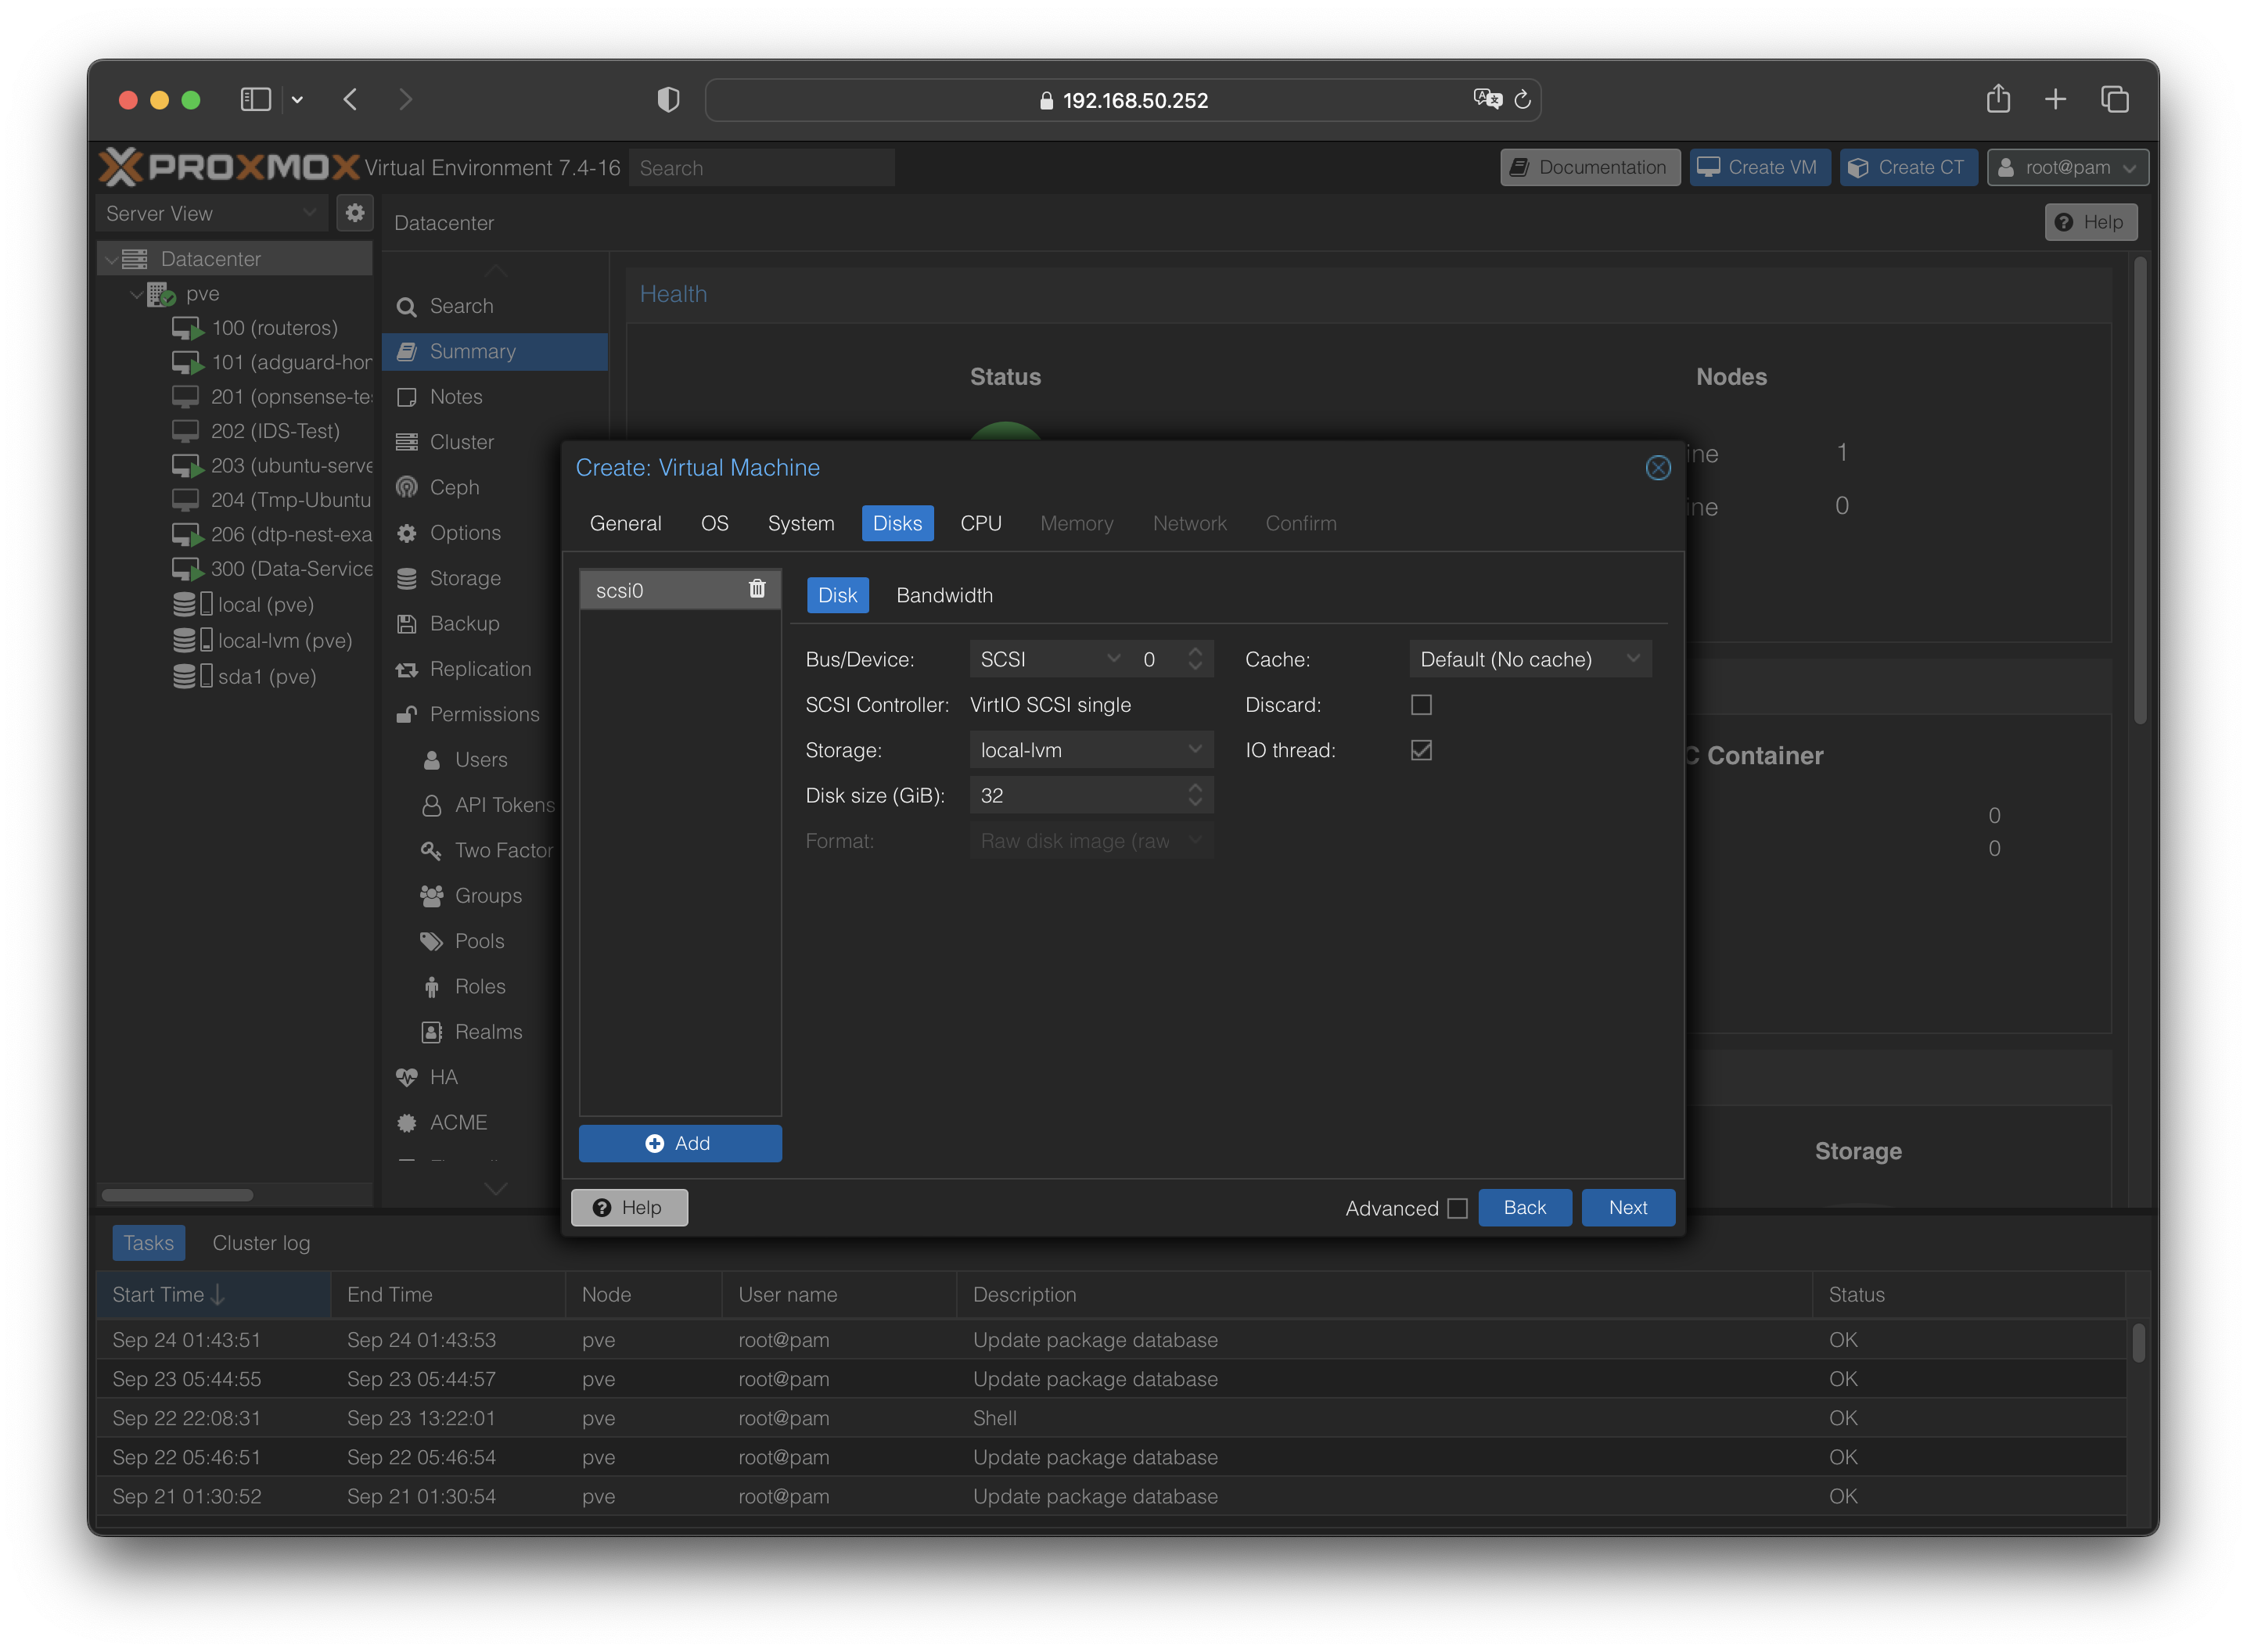 192.168.50.252
PROXMOX Virtual Environment 7.4-16 Search Documentation Create VM Create CT root@pam
Server View
Datacenter
pve
100 (routeros)
101 (adguard-hon
201 (opnsense-te
202 (IDS-Test)
203 (ubuntu-serve
204 (Tmp-Ubuntu
206 (dtp-nest-exa
300 (Data-Service
local (pve)
local-lvm (pve)
sda1 (pve)
Datacenter Help
Search
Summary
Notes
Cluster
Ceph
Options
Storage
Backup
Replication
Permissions
Users
API Tokens
Two Factor
Groups
Pools
Roles
Realms
HA
ACME
Health
Status Nodes
ine 1
ine 0
C Container
0
0
Storage
Create: Virtual Machine
General OS System Disks CPU Memory Network Confirm
scsi0
Disk Bandwidth
Bus/Device: SCSI 0 Cache: Default (No cache)
SCSI Controller: VirtIO SCSI single Discard:
Storage: local-lvm IO thread:
Disk size (GiB): 32
Format: Raw disk image (raw
Add
Help Advanced Back Next
Tasks Cluster log
Start Time End Time Node User name Description Status
Sep 24 01:43:51 Sep 24 01:43:53 pve root@pam Update package database OK
Sep 23 05:44:55 Sep 23 05:44:57 pve root@pam Update package database OK
Sep 22 22:08:31 Sep 23 13:22:01 pve root@pam Shell OK
Sep 22 05:46:51 Sep 22 05:46:54 pve root@pam Update package database OK
Sep 21 01:30:52 Sep 21 01:30:54 pve root@pam Update package database OK